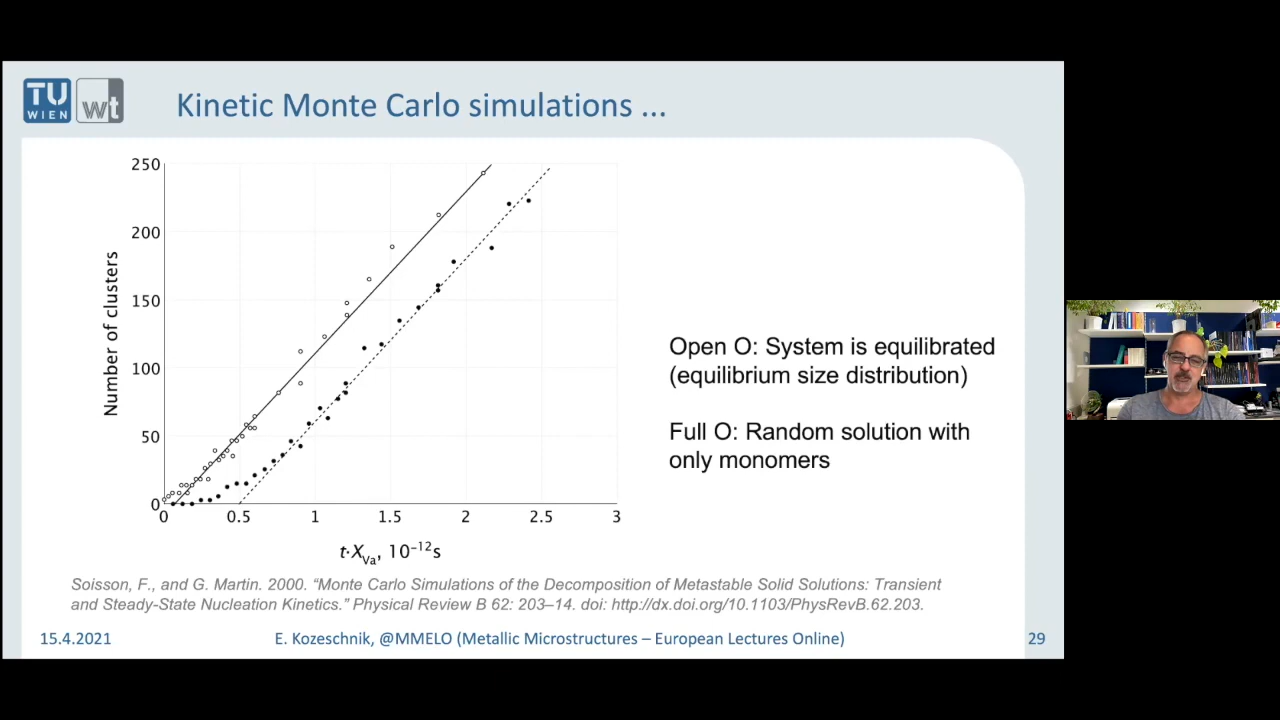 TU
WIEN
wt
Kinetic Monte Carlo simulations ...
250
200
150
100
50
0
Number of clusters
0
0.5
1
1.5
2
2.5
3
t·XVa, 10⁻¹²s
Open O: System is equilibrated
(equilibrium size distribution)
Full O: Random solution with
only monomers
Soisson, F., and G. Martin. 2000. “Monte Carlo Simulations of the Decomposition of Metastable Solid Solutions: Transient
and Steady-State Nucleation Kinetics.” Physical Review B 62: 203–14. doi: http://dx.doi.org/10.1103/PhysRevB.62.203.
15.4.2021
E. Kozeschnik, @MMELO (Metallic Microstructures – European Lectures Online)
29